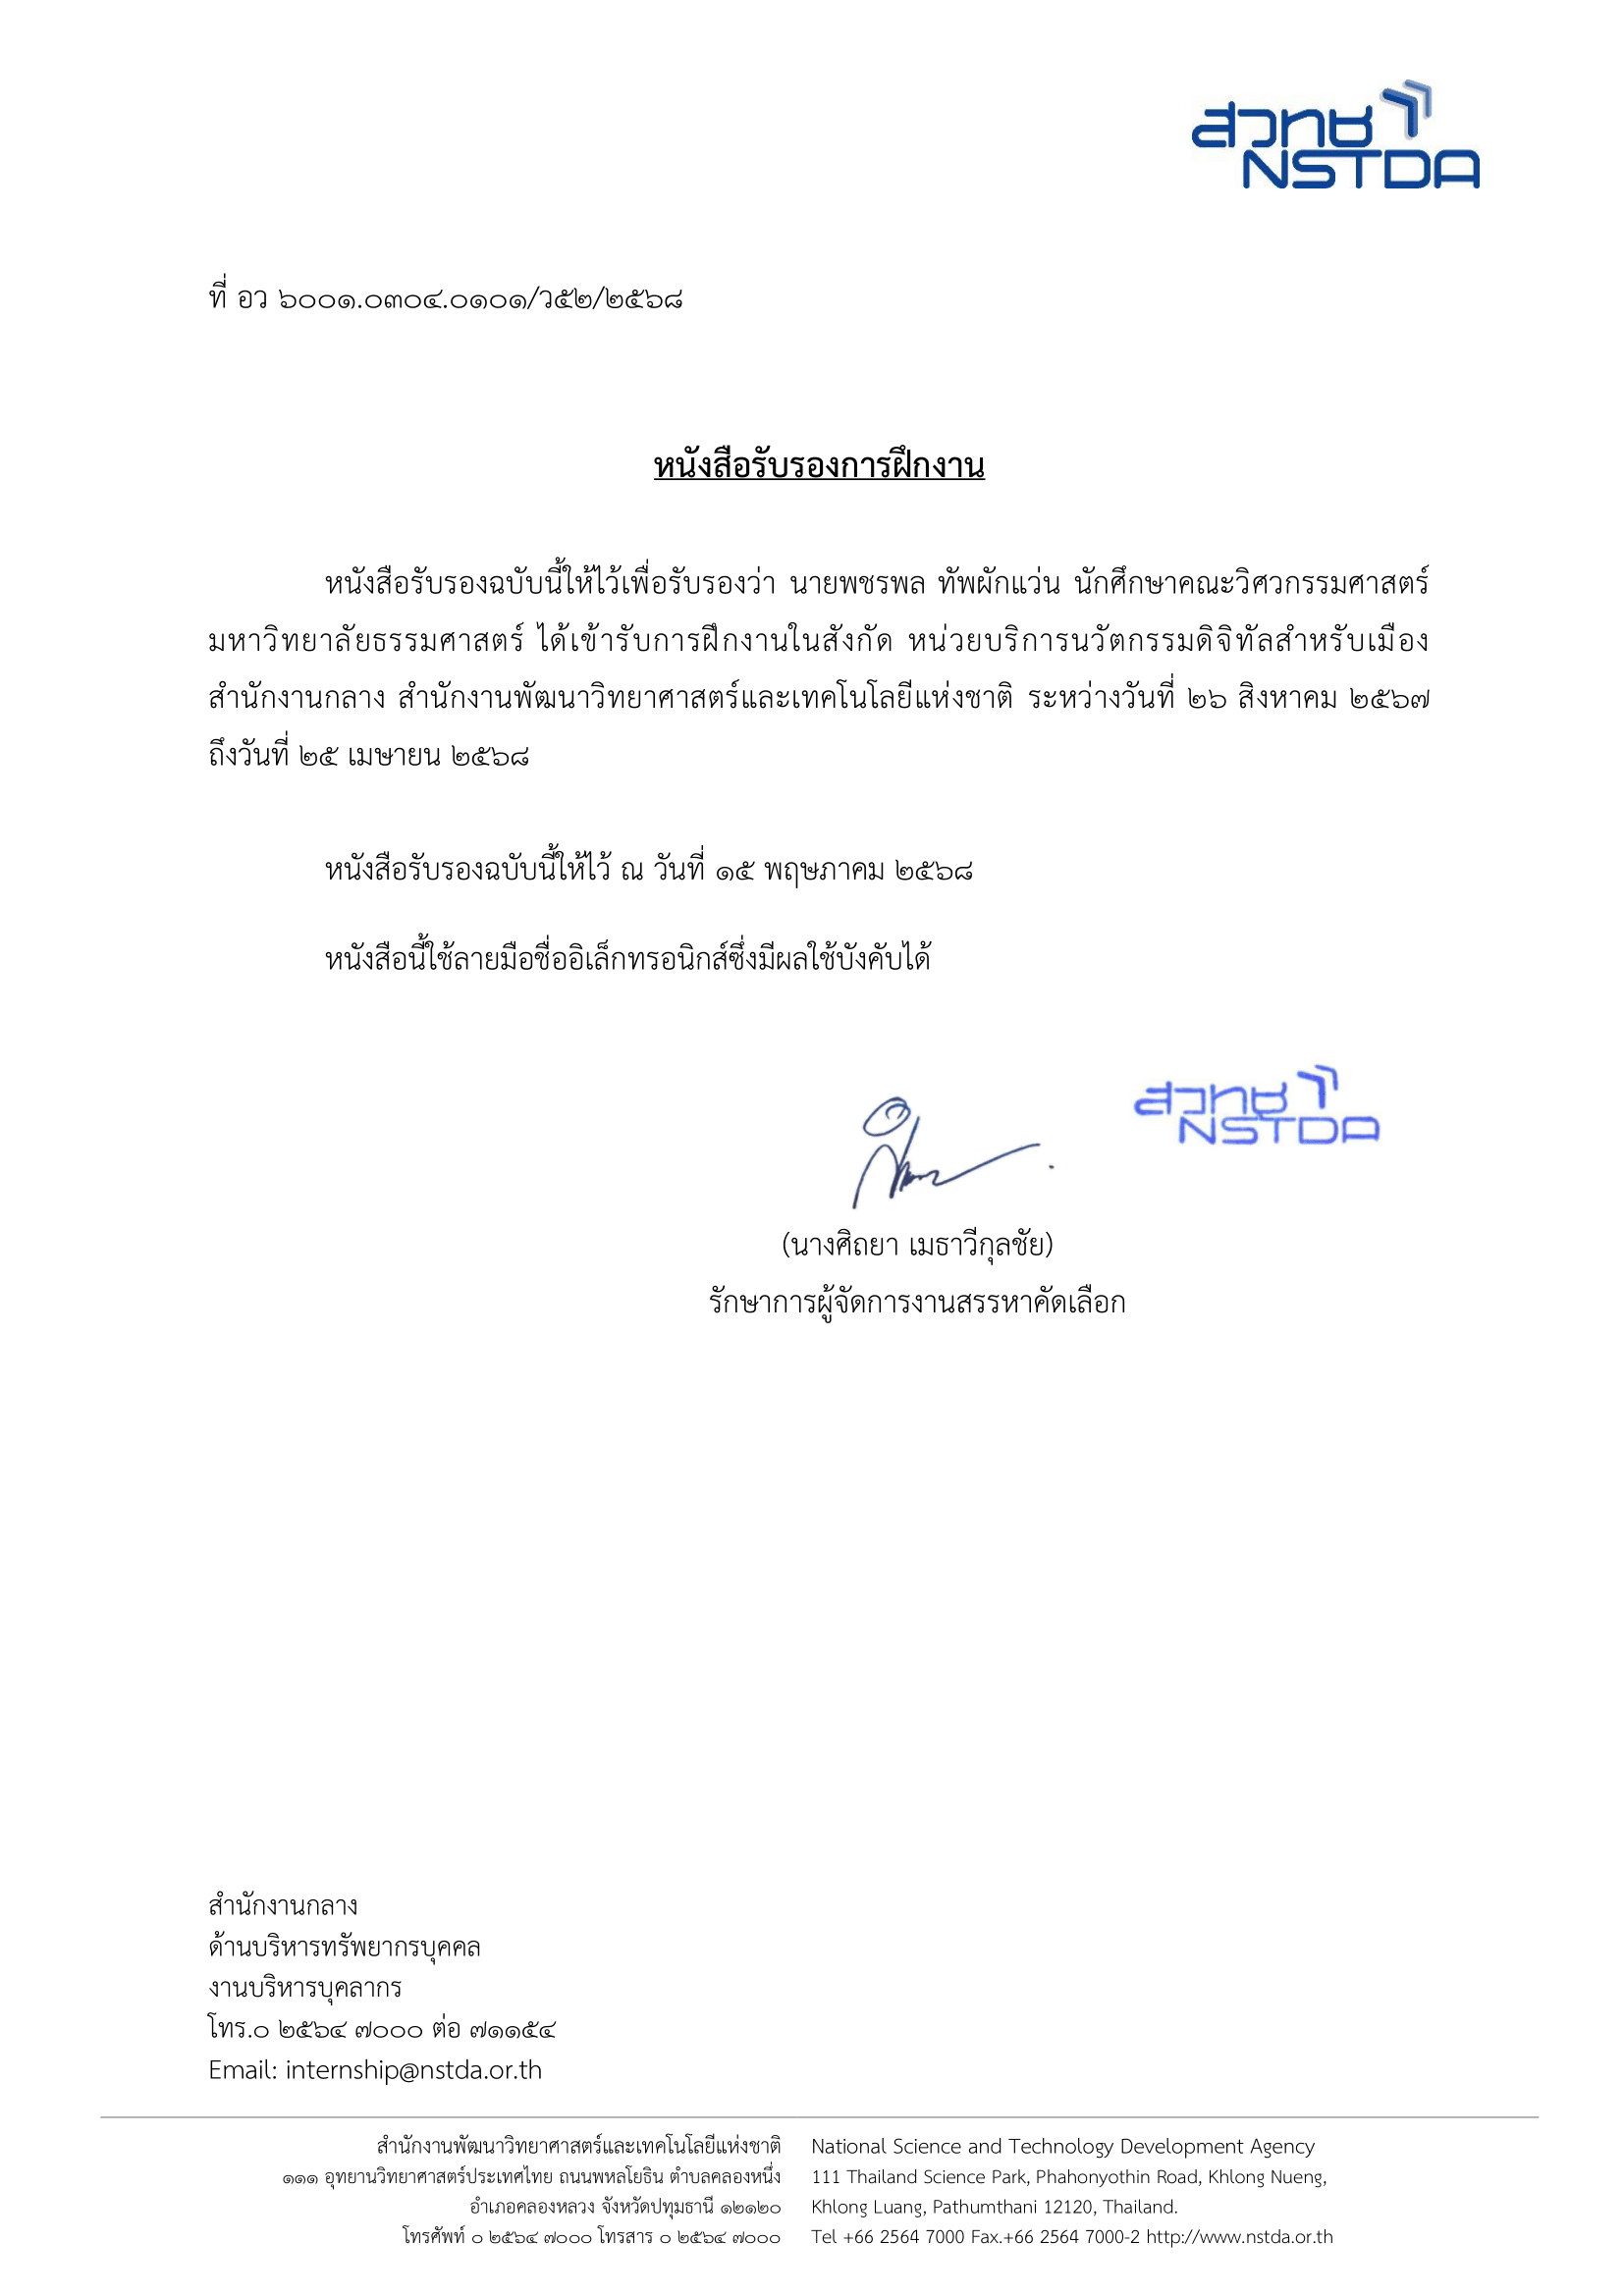 สวทช
NSTDA
ที่ อว ๖๐๐๑.๐๓๐๔.๐๑๐๑/ว๕๒/๒๕๖๘
หนังสือรับรองการฝึกงาน
หนังสือรับรองฉบับนี้ให้ไว้เพื่อรับรองว่า นายพชรพล ทัพผักแว่น นักศึกษาคณะวิศวกรรมศาสตร์
มหาวิทยาลัยธรรมศาสตร์ ได้เข้ารับการฝึกงานในสังกัด หน่วยบริการนวัตกรรมดิจิทัลสำหรับเมือง
สำนักงานกลาง สำนักงานพัฒนาวิทยาศาสตร์และเทคโนโลยีแห่งชาติ ระหว่างวันที่ ๒๖ สิงหาคม ๒๕๖๗
ถึงวันที่ ๒๕ เมษายน ๒๕๖๘
หนังสือรับรองฉบับนี้ให้ไว้ ณ วันที่ ๑๕ พฤษภาคม ๒๕๖๘
หนังสือนี้ใช้ลายมือชื่ออิเล็กทรอนิกส์ซึ่งมีผลใช้บังคับได้
สวทช
NSTDA
(นางศิถยา เมธาวีกุลชัย)
รักษาการผู้จัดการงานสรรหาคัดเลือก
สำนักงานกลาง
ด้านบริหารทรัพยากรบุคคล
งานบริหารบุคลากร
โทร.๐ ๒๕๖๔ ๗๐๐๐ ต่อ ๗๑๑๕๔
Email: internship@nstda.or.th
สำนักงานพัฒนาวิทยาศาสตร์และเทคโนโลยีแห่งชาติ
๑๑๑ อุทยานวิทยาศาสตร์ประเทศไทย ถนนพหลโยธิน ตำบลคลองหนึ่ง
อำเภอคลองหลวง จังหวัดปทุมธานี ๑๒๑๒๐
โทรศัพท์ ๐ ๒๕๖๔ ๗๐๐๐ โทรสาร ๐ ๒๕๖๔ ๗๐๐๐
National Science and Technology Development Agency
111 Thailand Science Park, Phahonyothin Road, Khlong Nueng,
Khlong Luang, Pathumthani 12120, Thailand.
Tel +66 2564 7000 Fax.+66 2564 7000-2 http://www.nstda.or.th